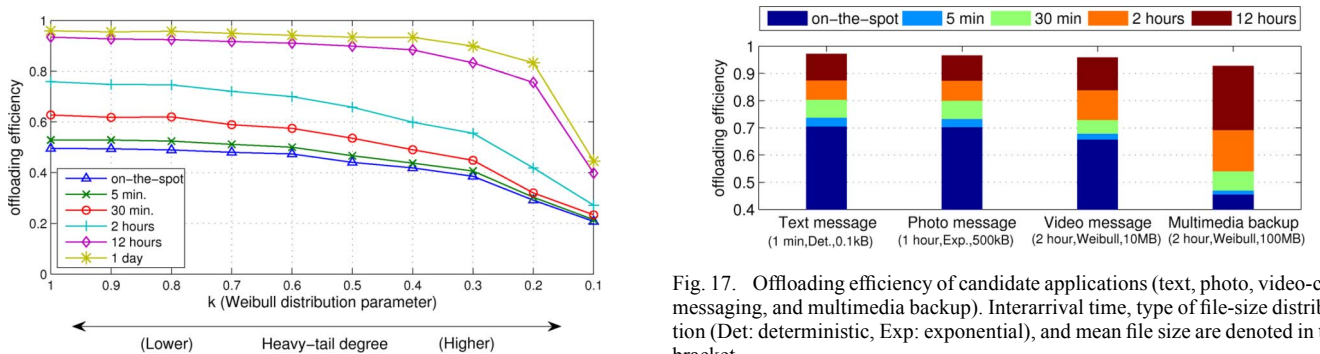 1
0.8
0.6
0.4
0.2
0
offloading efficiency
on-the-spot
5 min.
30 min.
2 hours
12 hours
1 day
1 0.9 0.8 0.7 0.6 0.5 0.4 0.3 0.2 0.1
k (Weibull distribution parameter)
(Lower) Heavy-tail degree (Higher)
on-the-spot 5 min 30 min 2 hours 12 hours
1
0.9
0.8
0.7
0.6
0.5
0.4
offloading efficiency
Text message Photo message Video message Multimedia backup
(1 min,Det.,0.1kB) (1 hour,Exp.,500kB) (2 hour,Weibull,10MB) (2 hour,Weibull,100MB)
Fig. 17. Offloading efficiency of candidate applications (text, photo, video-c
messaging, and multimedia backup). Interarrival time, type of file-size distrib
tion (Det: deterministic, Exp: exponential), and mean file size are denoted in